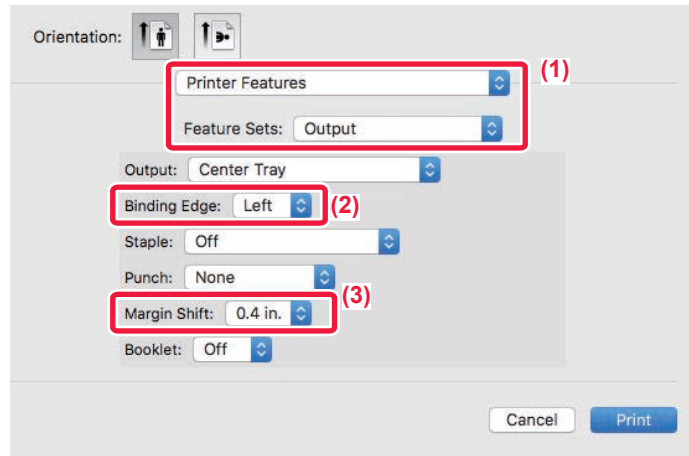 Orientation:
Printer Features
(1)
Feature Sets: Output
Output: Center Tray
Binding Edge: Left
(2)
Staple: Off
Punch: None
(3)
Margin Shift: 0.4 in.
Booklet: Off
Cancel Print